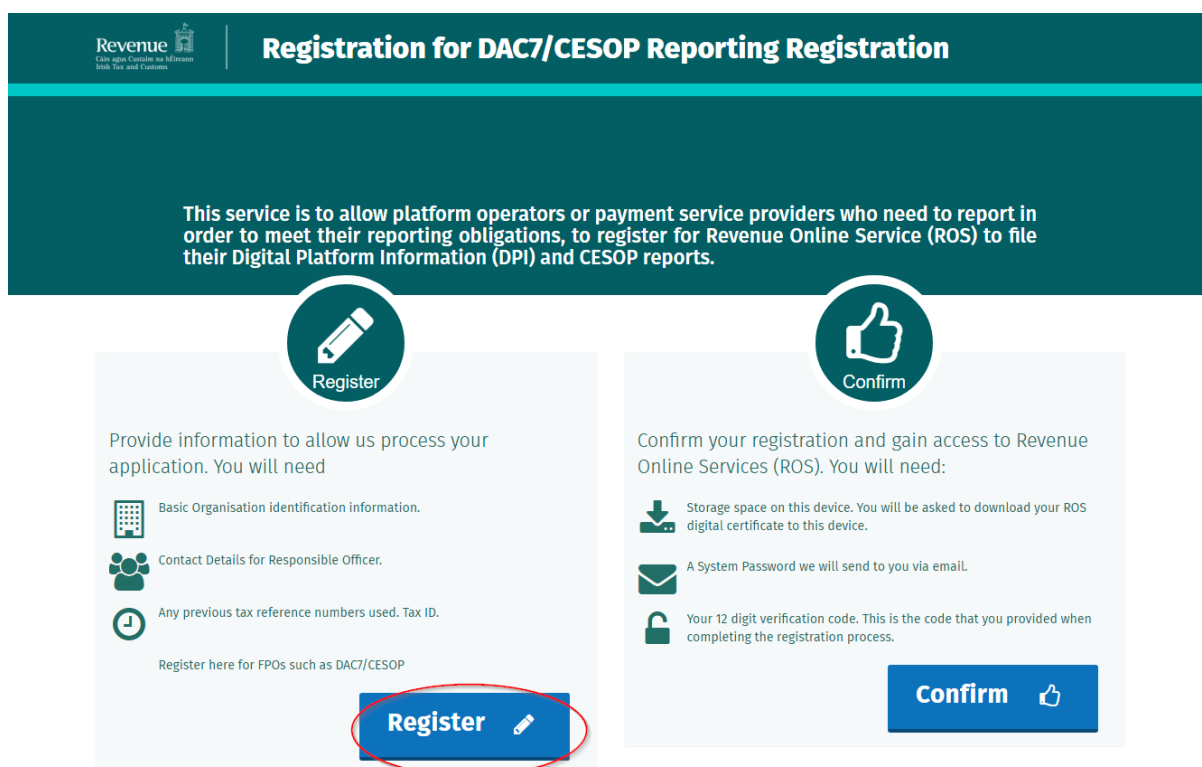 Revenue
Cáin agus Custaim na hÉireann
Irish Tax and Customs
Registration for DAC7/CESOP Reporting Registration
This service is to allow platform operators or payment service providers who need to report in
order to meet their reporting obligations, to register for Revenue Online Service (ROS) to file
their Digital Platform Information (DPI) and CESOP reports.
Register
Provide information to allow us process your
application. You will need
Basic Organisation identification information.
Contact Details for Responsible Officer.
Any previous tax reference numbers used. Tax ID.
Register here for FPOs such as DAC7/CESOP
Register
Confirm
Confirm your registration and gain access to Revenue
Online Services (ROS). You will need:
Storage space on this device. You will be asked to download your ROS
digital certificate to this device.
A System Password we will send to you via email.
Your 12 digit verification code. This is the code that you provided when
completing the registration process.
Confirm